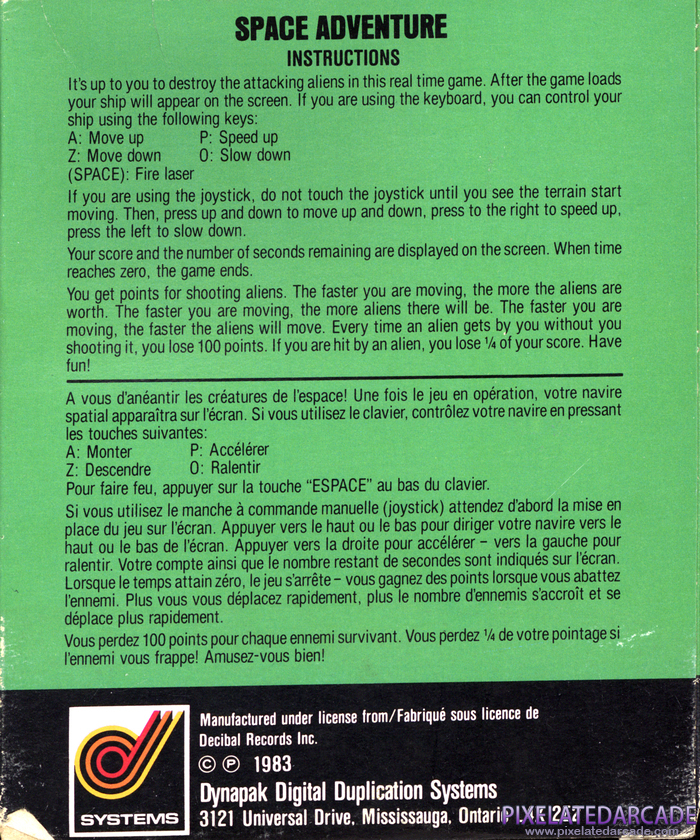 SPACE ADVENTURE
INSTRUCTIONS
It's up to you to destroy the attacking aliens in this real time game. After the game loads
your ship will appear on the screen. If you are using the keyboard, you can control your
ship using the following keys:
A: Move up P: Speed up
Z: Move down O: Slow down
(SPACE): Fire laser
If you are using the joystick, do not touch the joystick until you see the terrain start
moving. Then, press up and down to move up and down, press to the right to speed up,
press the left to slow down.
Your score and the number of seconds remaining are displayed on the screen. When time
reaches zero, the game ends.
You get points for shooting aliens. The faster you are moving, the more the aliens are
worth. The faster you are moving, the more aliens there will be. The faster you are
moving, the faster the aliens will move. Every time an alien gets by you without you
shooting it, you lose 100 points. If you are hit by an alien, you lose ¼ of your score. Have
fun!
A vous d'anéantir les créatures de l'espace! Une fois le jeu en opération, votre navire
spatial apparaîtra sur l'écran. Si vous utilisez le clavier, contrôlez votre navire en pressant
les touches suivantes:
A: Monter P: Accélérer
Z: Descendre O: Ralentir
Pour faire feu, appuyer sur la touche “ESPACE” au bas du clavier.
Si vous utilisez le manche à commande manuelle (joystick) attendez d'abord la mise en
place du jeu sur l'écran. Appuyer vers le haut ou le bas pour diriger votre navire vers le
haut ou le bas de l'écran. Appuyer vers la droite pour accélérer – vers la gauche pour
ralentir. Votre compte ainsi que le nombre restant de secondes sont indiqués sur l'écran.
Lorsque le temps attain zéro, le jeu s'arrête – vous gagnez des points lorsque vous abattez
l'ennemi. Plus vous vous déplacez rapidement, plus le nombre d'ennemis s'accroît et se
déplace plus rapidement.
Vous perdez 100 points pour chaque ennemi survivant. Vous perdez ¼ de votre pointage si
l'ennemi vous frappe! Amusez-vous bien!
SYSTEMS
Manufactured under license from/Fabriqué sous licence de
Decibal Records Inc.
© ℗ 1983
Dynapak Digital Duplication Systems
3121 Universal Drive, Mississauga, Ontario
PIXELATEDARCADE
www.pixelatedarcade.com